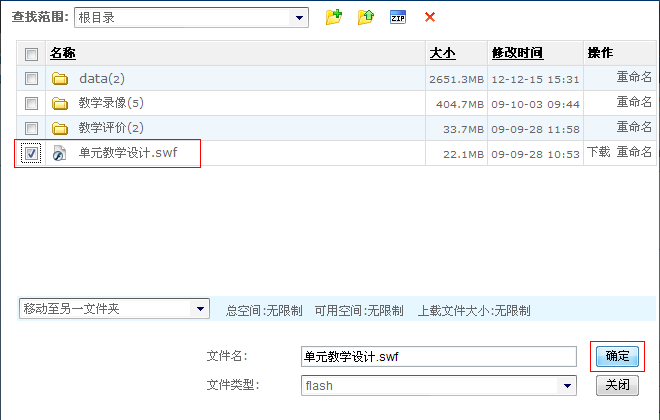 查找范围: 根目录 ZIP
名称 大小 修改时间 操作
data(2) 2651.3MB 12-12-15 15:31 重命名
教学录像(5) 404.7MB 09-10-03 09:44 重命名
教学评价(2) 33.7MB 09-09-28 11:58 重命名
单元教学设计.swf 22.1MB 09-09-28 10:53 下载 重命名
移动至另一文件夹 总空间:无限制 可用空间:无限制 上载文件大小:无限制
文件名: 单元教学设计.swf 确定
文件类型: flash 关闭